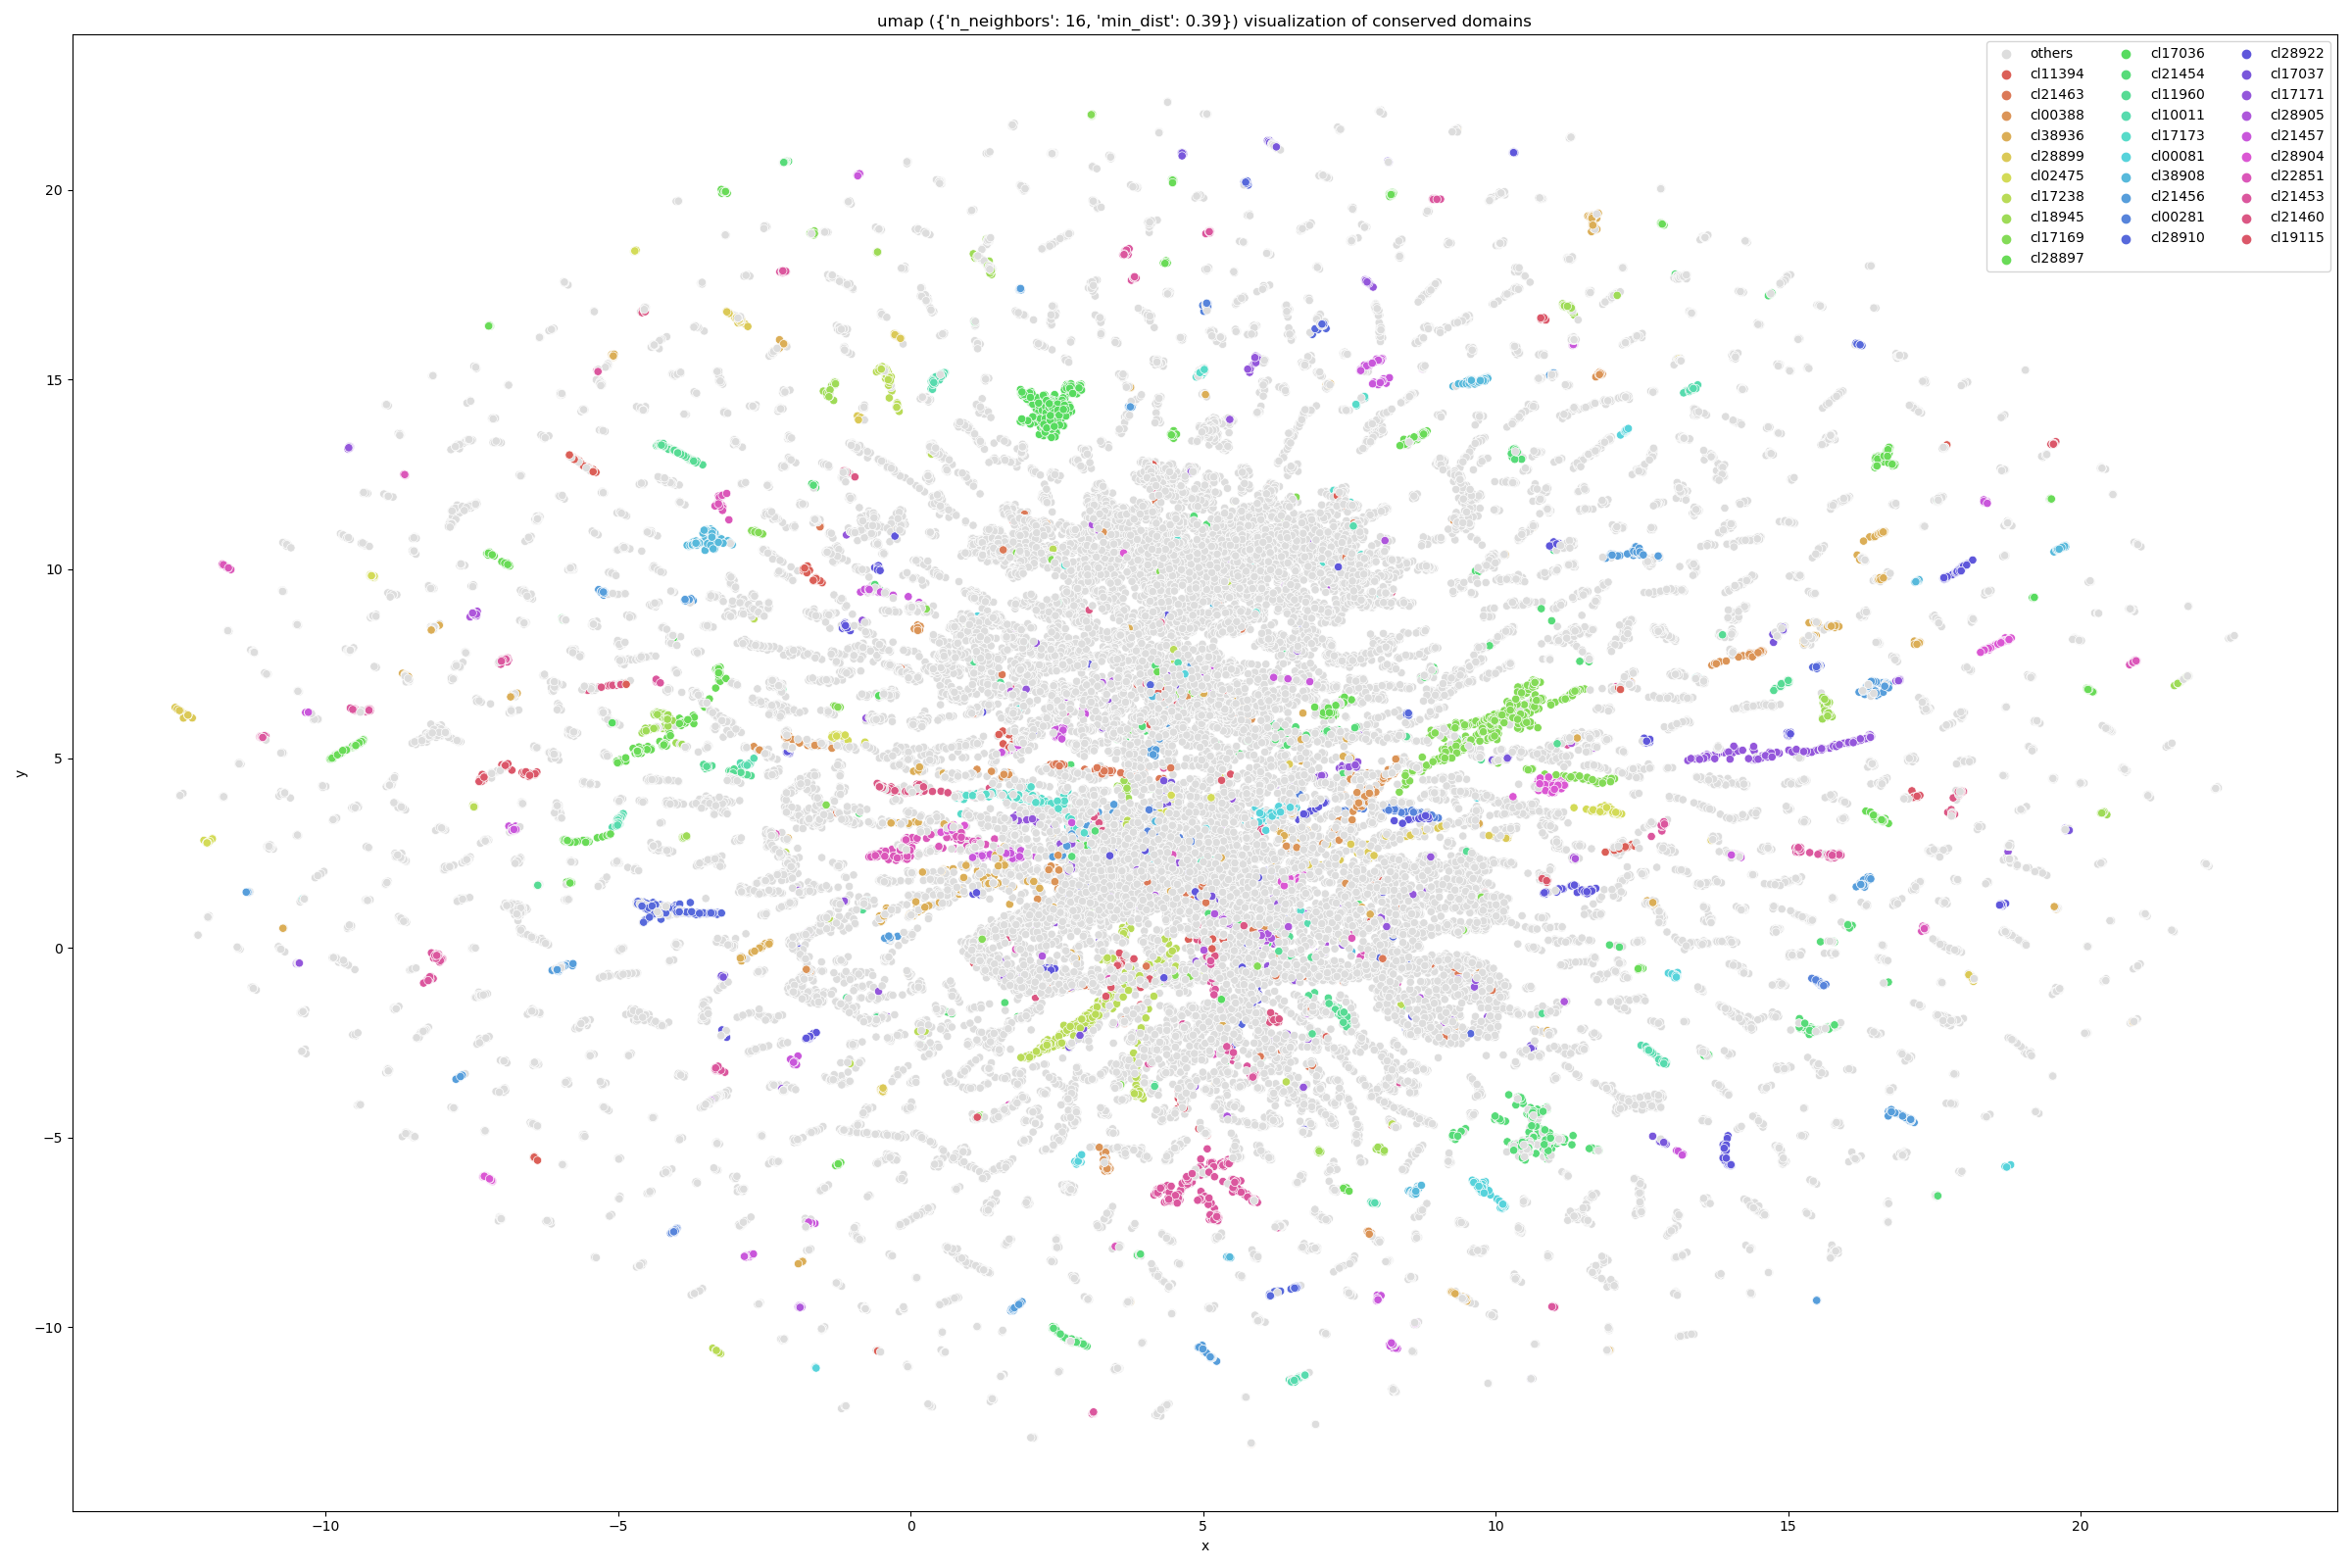 umap ({'n_neighbors': 16, 'min_dist': 0.39}) visualization of conserved domains
others
cl11394
cl21463
cl00388
cl38936
cl28899
cl02475
cl17238
cl18945
cl17169
cl28897
cl17036
cl21454
cl11960
cl10011
cl17173
cl00081
cl38908
cl21456
cl00281
cl28910
cl28922
cl17037
cl17171
cl28905
cl21457
cl28904
cl22851
cl21453
cl21460
cl19115
y
20
15
10
5
0
−5
−10
−10
−5
0
5
10
15
20
x